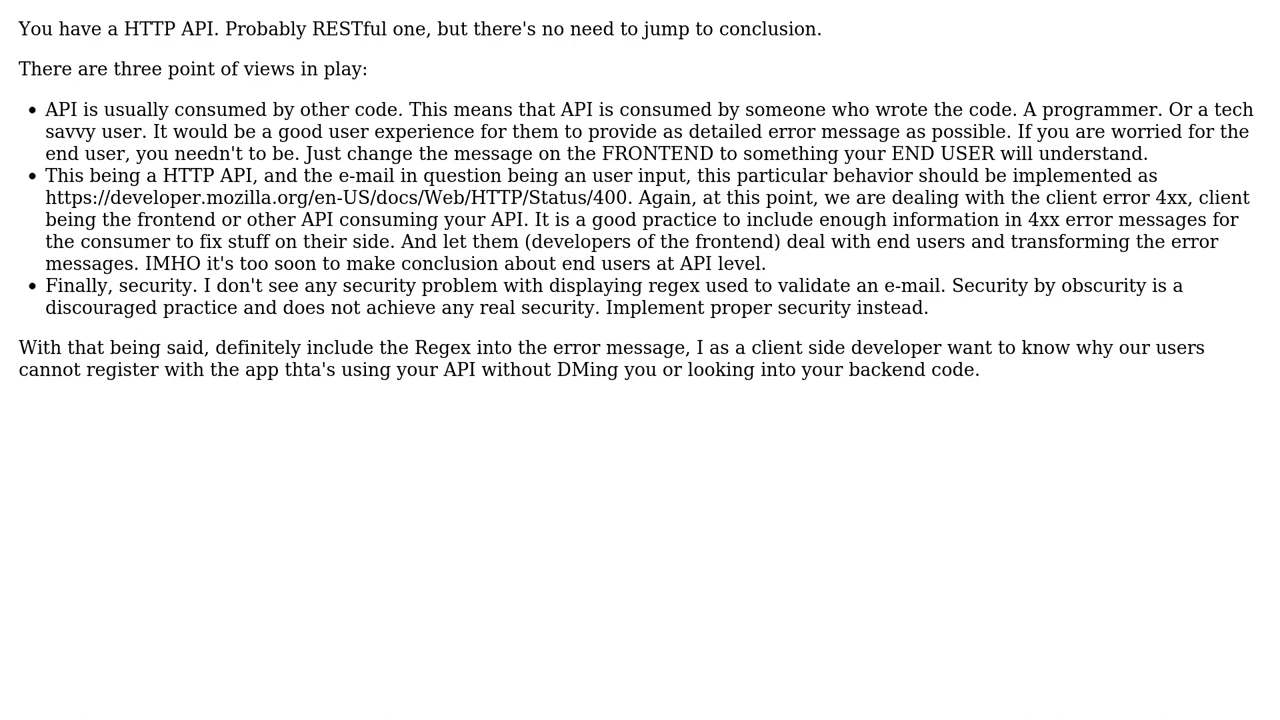 You have a HTTP API. Probably RESTful one, but there's no need to jump to conclusion.
There are three point of views in play:
• API is usually consumed by other code. This means that API is consumed by someone who wrote the code. A programmer. Or a tech
savvy user. It would be a good user experience for them to provide as detailed error message as possible. If you are worried for the
end user, you needn't to be. Just change the message on the FRONTEND to something your END USER will understand.
• This being a HTTP API, and the e-mail in question being an user input, this particular behavior should be implemented as
https://developer.mozilla.org/en-US/docs/Web/HTTP/Status/400. Again, at this point, we are dealing with the client error 4xx, client
being the frontend or other API consuming your API. It is a good practice to include enough information in 4xx error messages for
the consumer to fix stuff on their side. And let them (developers of the frontend) deal with end users and transforming the error
messages. IMHO it's too soon to make conclusion about end users at API level.
• Finally, security. I don't see any security problem with displaying regex used to validate an e-mail. Security by obscurity is a
discouraged practice and does not achieve any real security. Implement proper security instead.
With that being said, definitely include the Regex into the error message, I as a client side developer want to know why our users
cannot register with the app thta's using your API without DMing you or looking into your backend code.